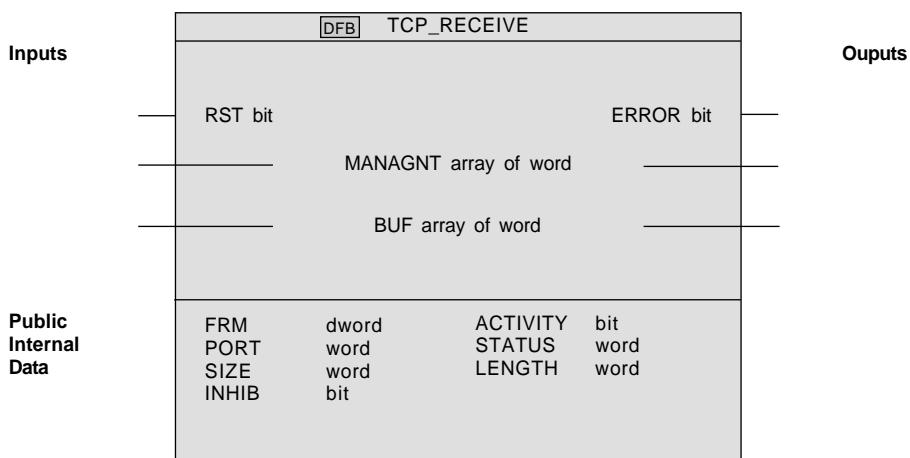 DFB TCP_RECEIVE
Inputs
Ouputs
RST bit
ERROR bit
MANAGNT array of word
BUF array of word
Public
Internal
Data
FRM dword ACTIVITY bit
PORT word STATUS word
SIZE word LENGTH word
INHIB bit